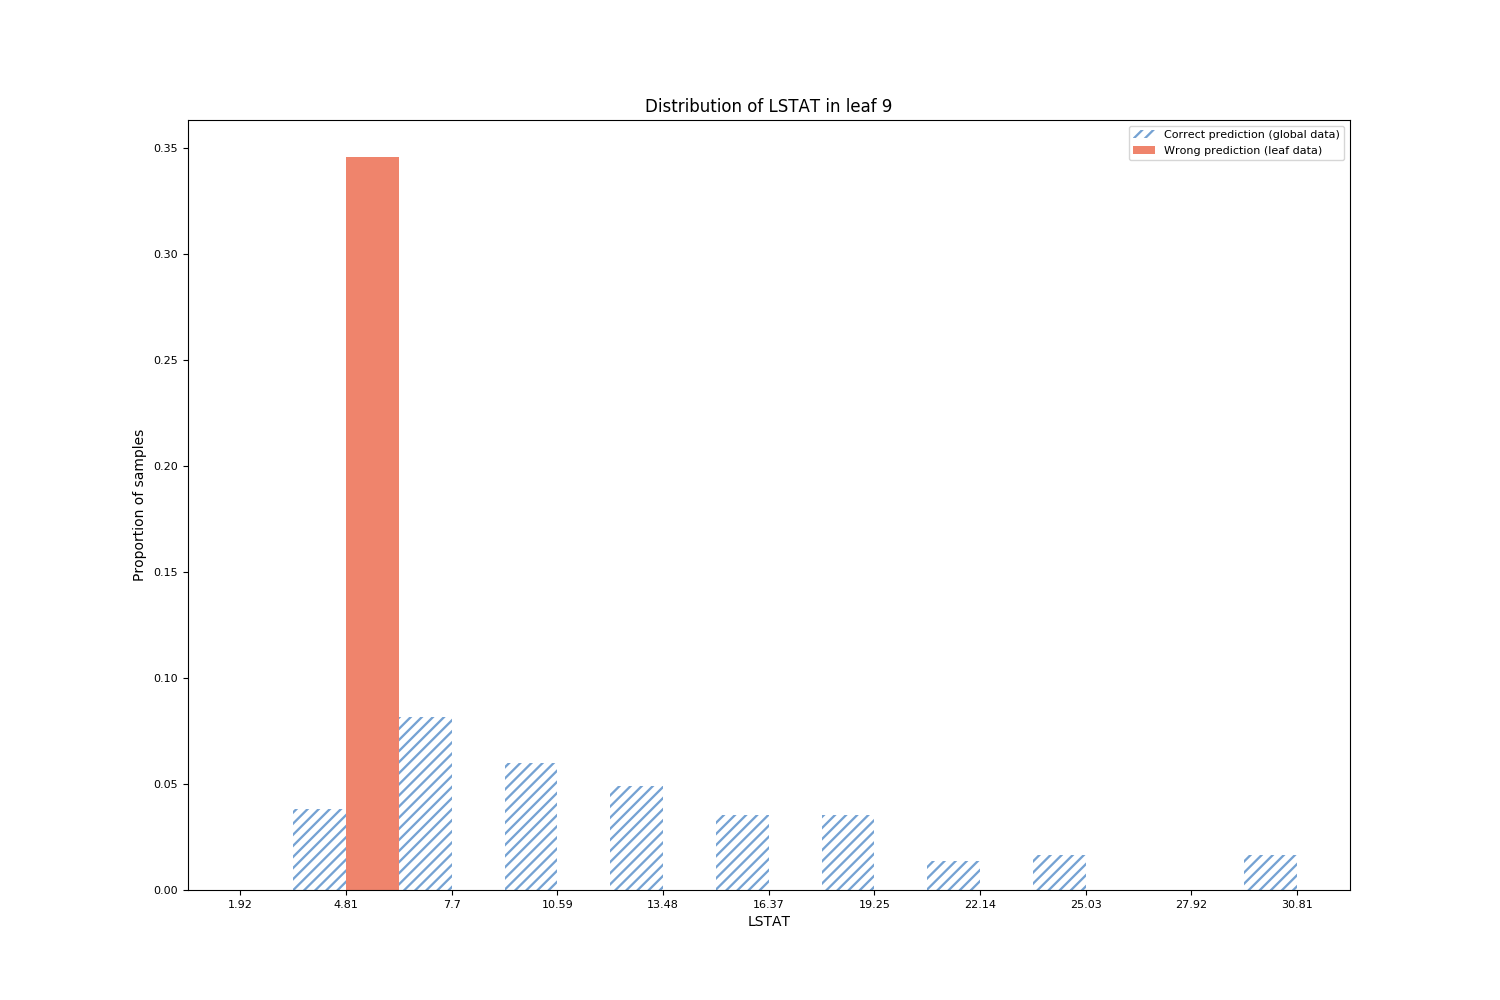 Distribution of LSTAT in leaf 9
Correct prediction (global data)
Wrong prediction (leaf data)
Proportion of samples
0.35
0.30
0.25
0.20
0.15
0.10
0.05
0.00
1.92 4.81 7.7 10.59 13.48 16.37 19.25 22.14 25.03 27.92 30.81
LSTAT